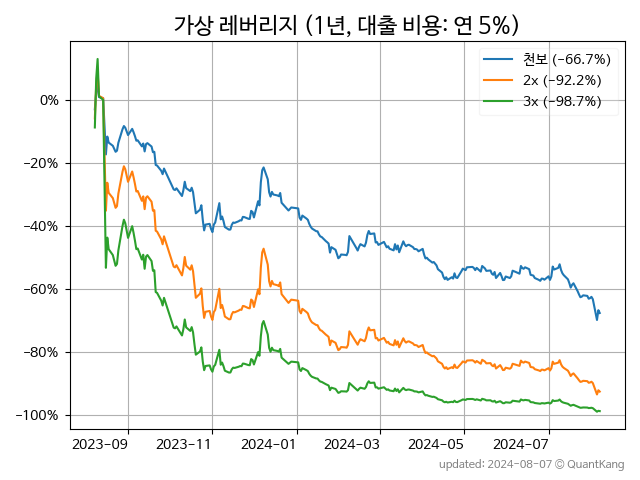 가상 레버리지 (1년, 대출 비용: 연 5%)
천보 (−66.7%)
2x (−92.2%)
3x (−98.7%)
0%
−20%
−40%
−60%
−80%
−100%
2023-09 2023-11 2024-01 2024-03 2024-05 2024-07
updated: 2024-08-07 © QuantKang